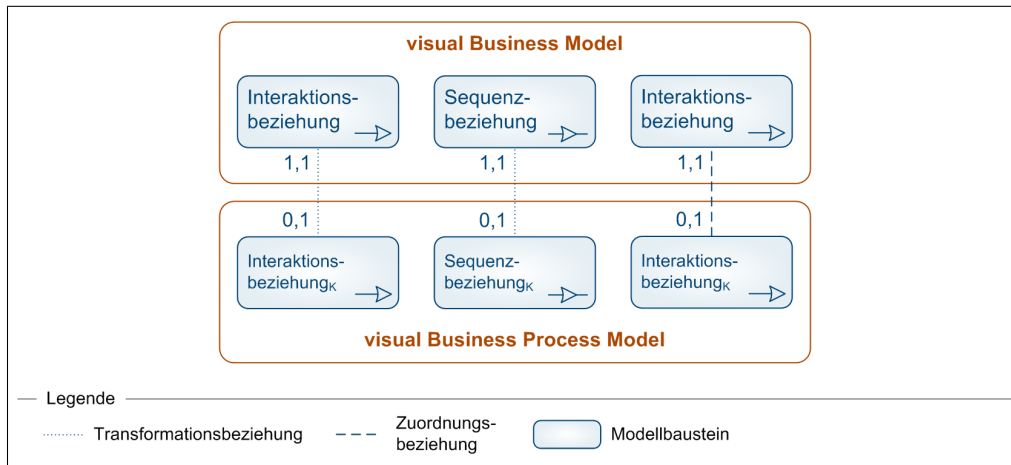 visual Business Model
Interaktions-
beziehung
Sequenz-
beziehung
Interaktions-
beziehung
1,1
1,1
1,1
0,1
0,1
0,1
Interaktions-
beziehungK
Sequenz-
beziehungK
Interaktions-
beziehungK
visual Business Process Model
Legende
Transformationsbeziehung
Zuordnungs-
beziehung
Modellbaustein